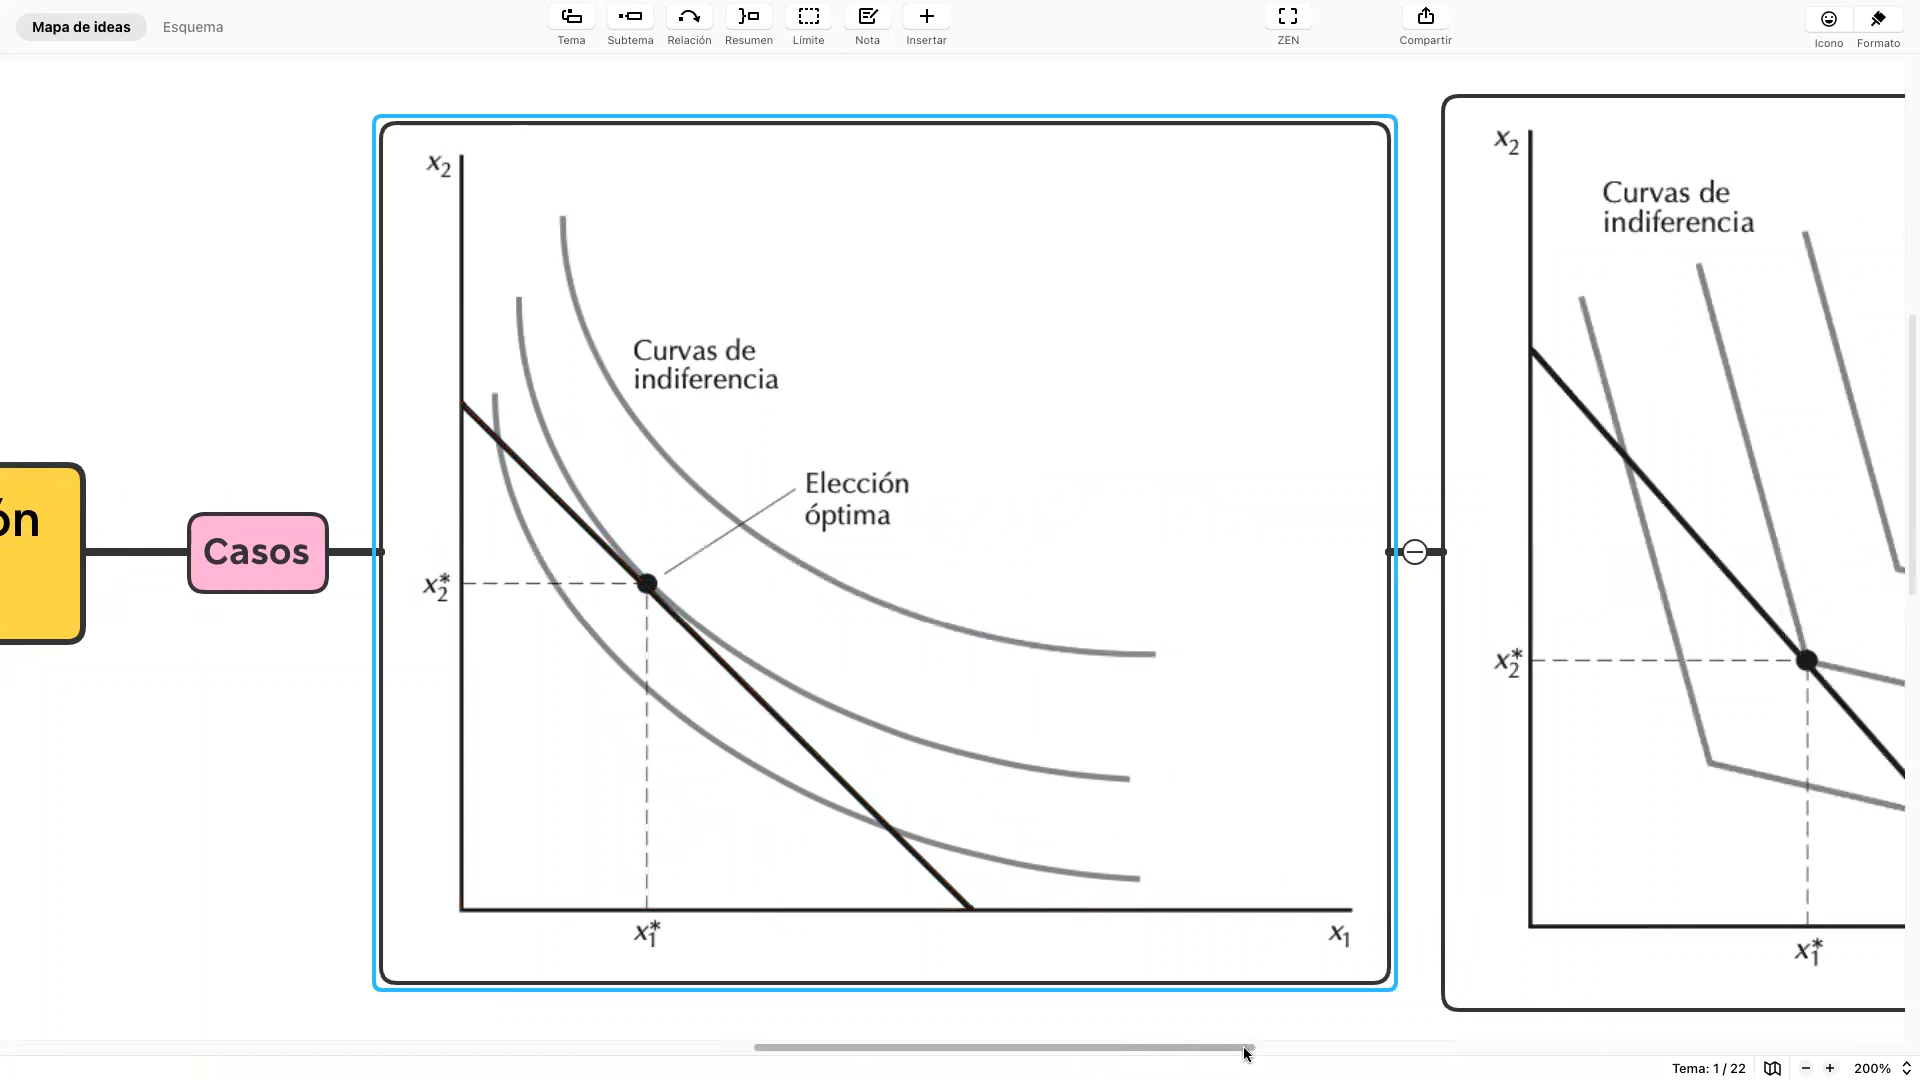 Mapa de ideas
Esquema
Tema
Subtema
Relación
Resumen
Límite
Nota
Insertar
ZEN
Compartir
Icono
Formato
ón
Casos
x2
Curvas de
indiferencia
Elección
óptima
x2*
x1*
x1
x2
Curvas de
indiferencia
x2*
x1*
Tema: 1 / 22
200%